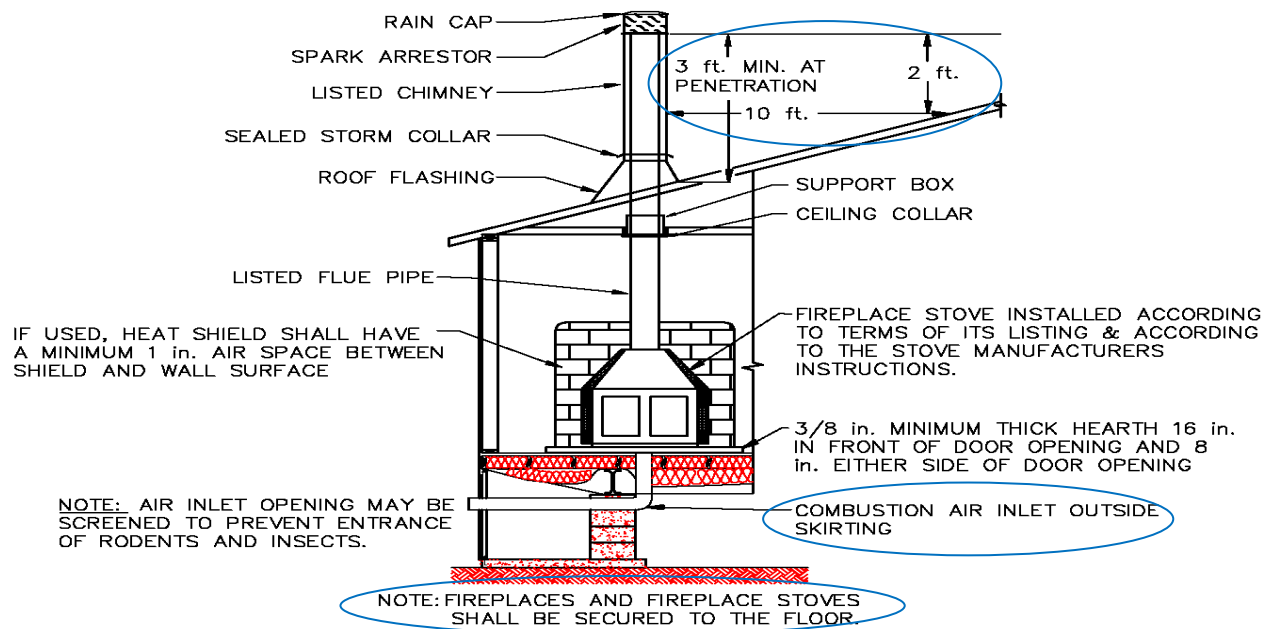 RAIN CAP
SPARK ARRESTOR
LISTED CHIMNEY
SEALED STORM COLLAR
ROOF FLASHING
3 ft. MIN. AT
PENETRATION
2 ft.
10 ft.
SUPPORT BOX
CEILING COLLAR
LISTED FLUE PIPE
IF USED, HEAT SHIELD SHALL HAVE
A MINIMUM 1 in. AIR SPACE BETWEEN
SHIELD AND WALL SURFACE
FIREPLACE STOVE INSTALLED ACCORDING
TO TERMS OF ITS LISTING & ACCORDING
TO THE STOVE MANUFACTURERS
INSTRUCTIONS.
3/8 in. MINIMUM THICK HEARTH 16 in.
IN FRONT OF DOOR OPENING AND 8
in. EITHER SIDE OF DOOR OPENING
NOTE: AIR INLET OPENING MAY BE
SCREENED TO PREVENT ENTRANCE
OF RODENTS AND INSECTS.
COMBUSTION AIR INLET OUTSIDE
SKIRTING
NOTE: FIREPLACES AND FIREPLACE STOVES
SHALL BE SECURED TO THE FLOOR.